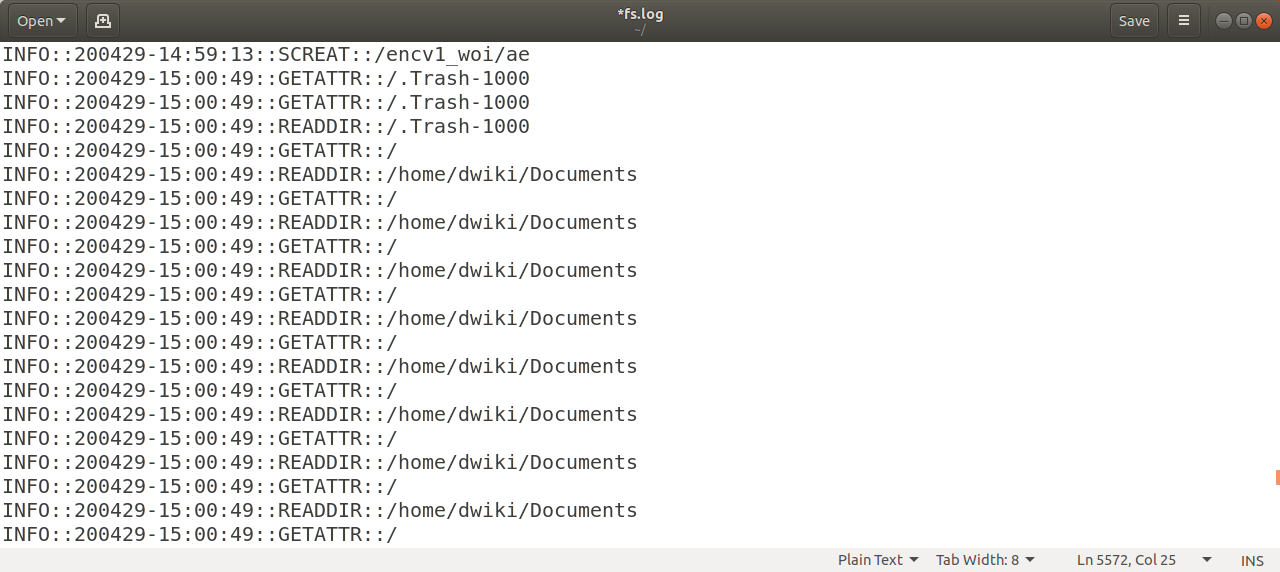 Open
*fs.log
~/
Save
INFO::200429-14:59:13::SCREAT::/encv1_woi/ae
INFO::200429-15:00:49::GETATTR::/.Trash-1000
INFO::200429-15:00:49::GETATTR::/.Trash-1000
INFO::200429-15:00:49::READDIR::/.Trash-1000
INFO::200429-15:00:49::GETATTR::/
INFO::200429-15:00:49::READDIR::/home/dwiki/Documents
INFO::200429-15:00:49::GETATTR::/
INFO::200429-15:00:49::READDIR::/home/dwiki/Documents
INFO::200429-15:00:49::GETATTR::/
INFO::200429-15:00:49::READDIR::/home/dwiki/Documents
INFO::200429-15:00:49::GETATTR::/
INFO::200429-15:00:49::READDIR::/home/dwiki/Documents
INFO::200429-15:00:49::GETATTR::/
INFO::200429-15:00:49::READDIR::/home/dwiki/Documents
INFO::200429-15:00:49::GETATTR::/
INFO::200429-15:00:49::READDIR::/home/dwiki/Documents
INFO::200429-15:00:49::GETATTR::/
INFO::200429-15:00:49::READDIR::/home/dwiki/Documents
INFO::200429-15:00:49::GETATTR::/
INFO::200429-15:00:49::READDIR::/home/dwiki/Documents
INFO::200429-15:00:49::GETATTR::/
Plain Text Tab Width: 8 Ln 5572, Col 25 INS